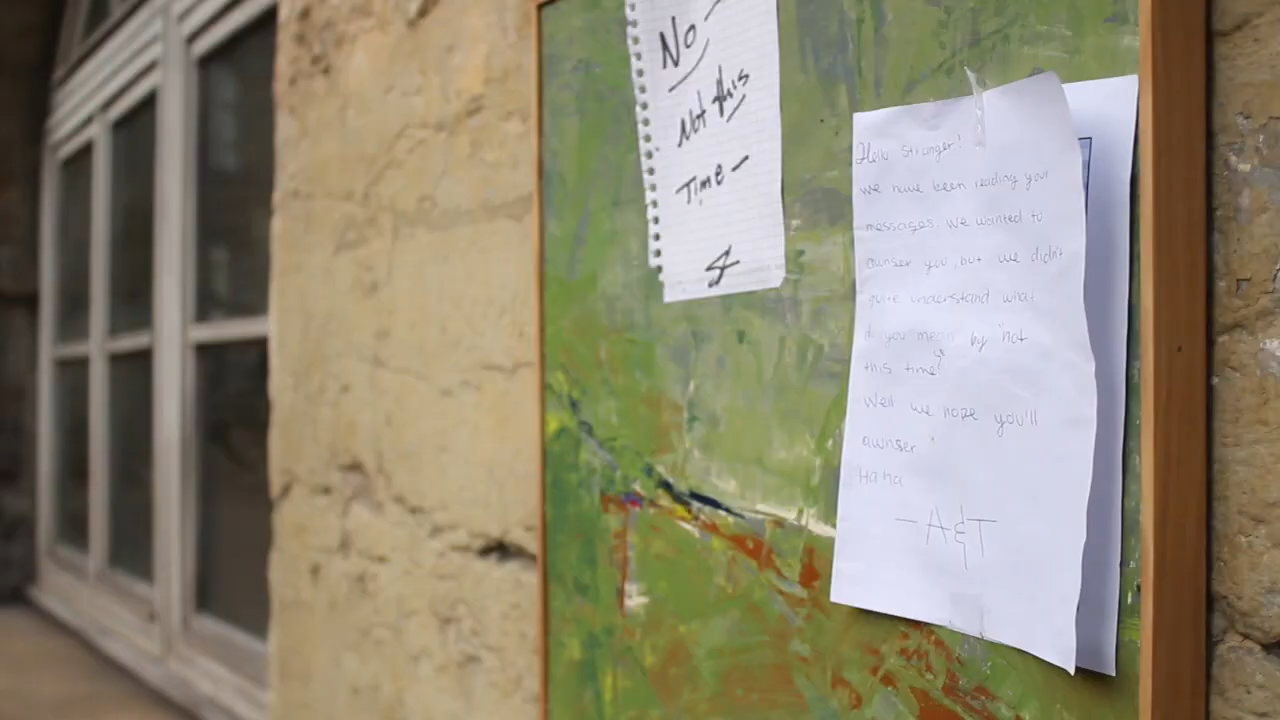 No -
Not this
Time -
Hello Stranger!
we have been reading your
messages. We wanted to
awnser you, but we didn't
quite understand what
do you mean by "not
this time?
Well we hope you'll
awnser
Haha
- A & T